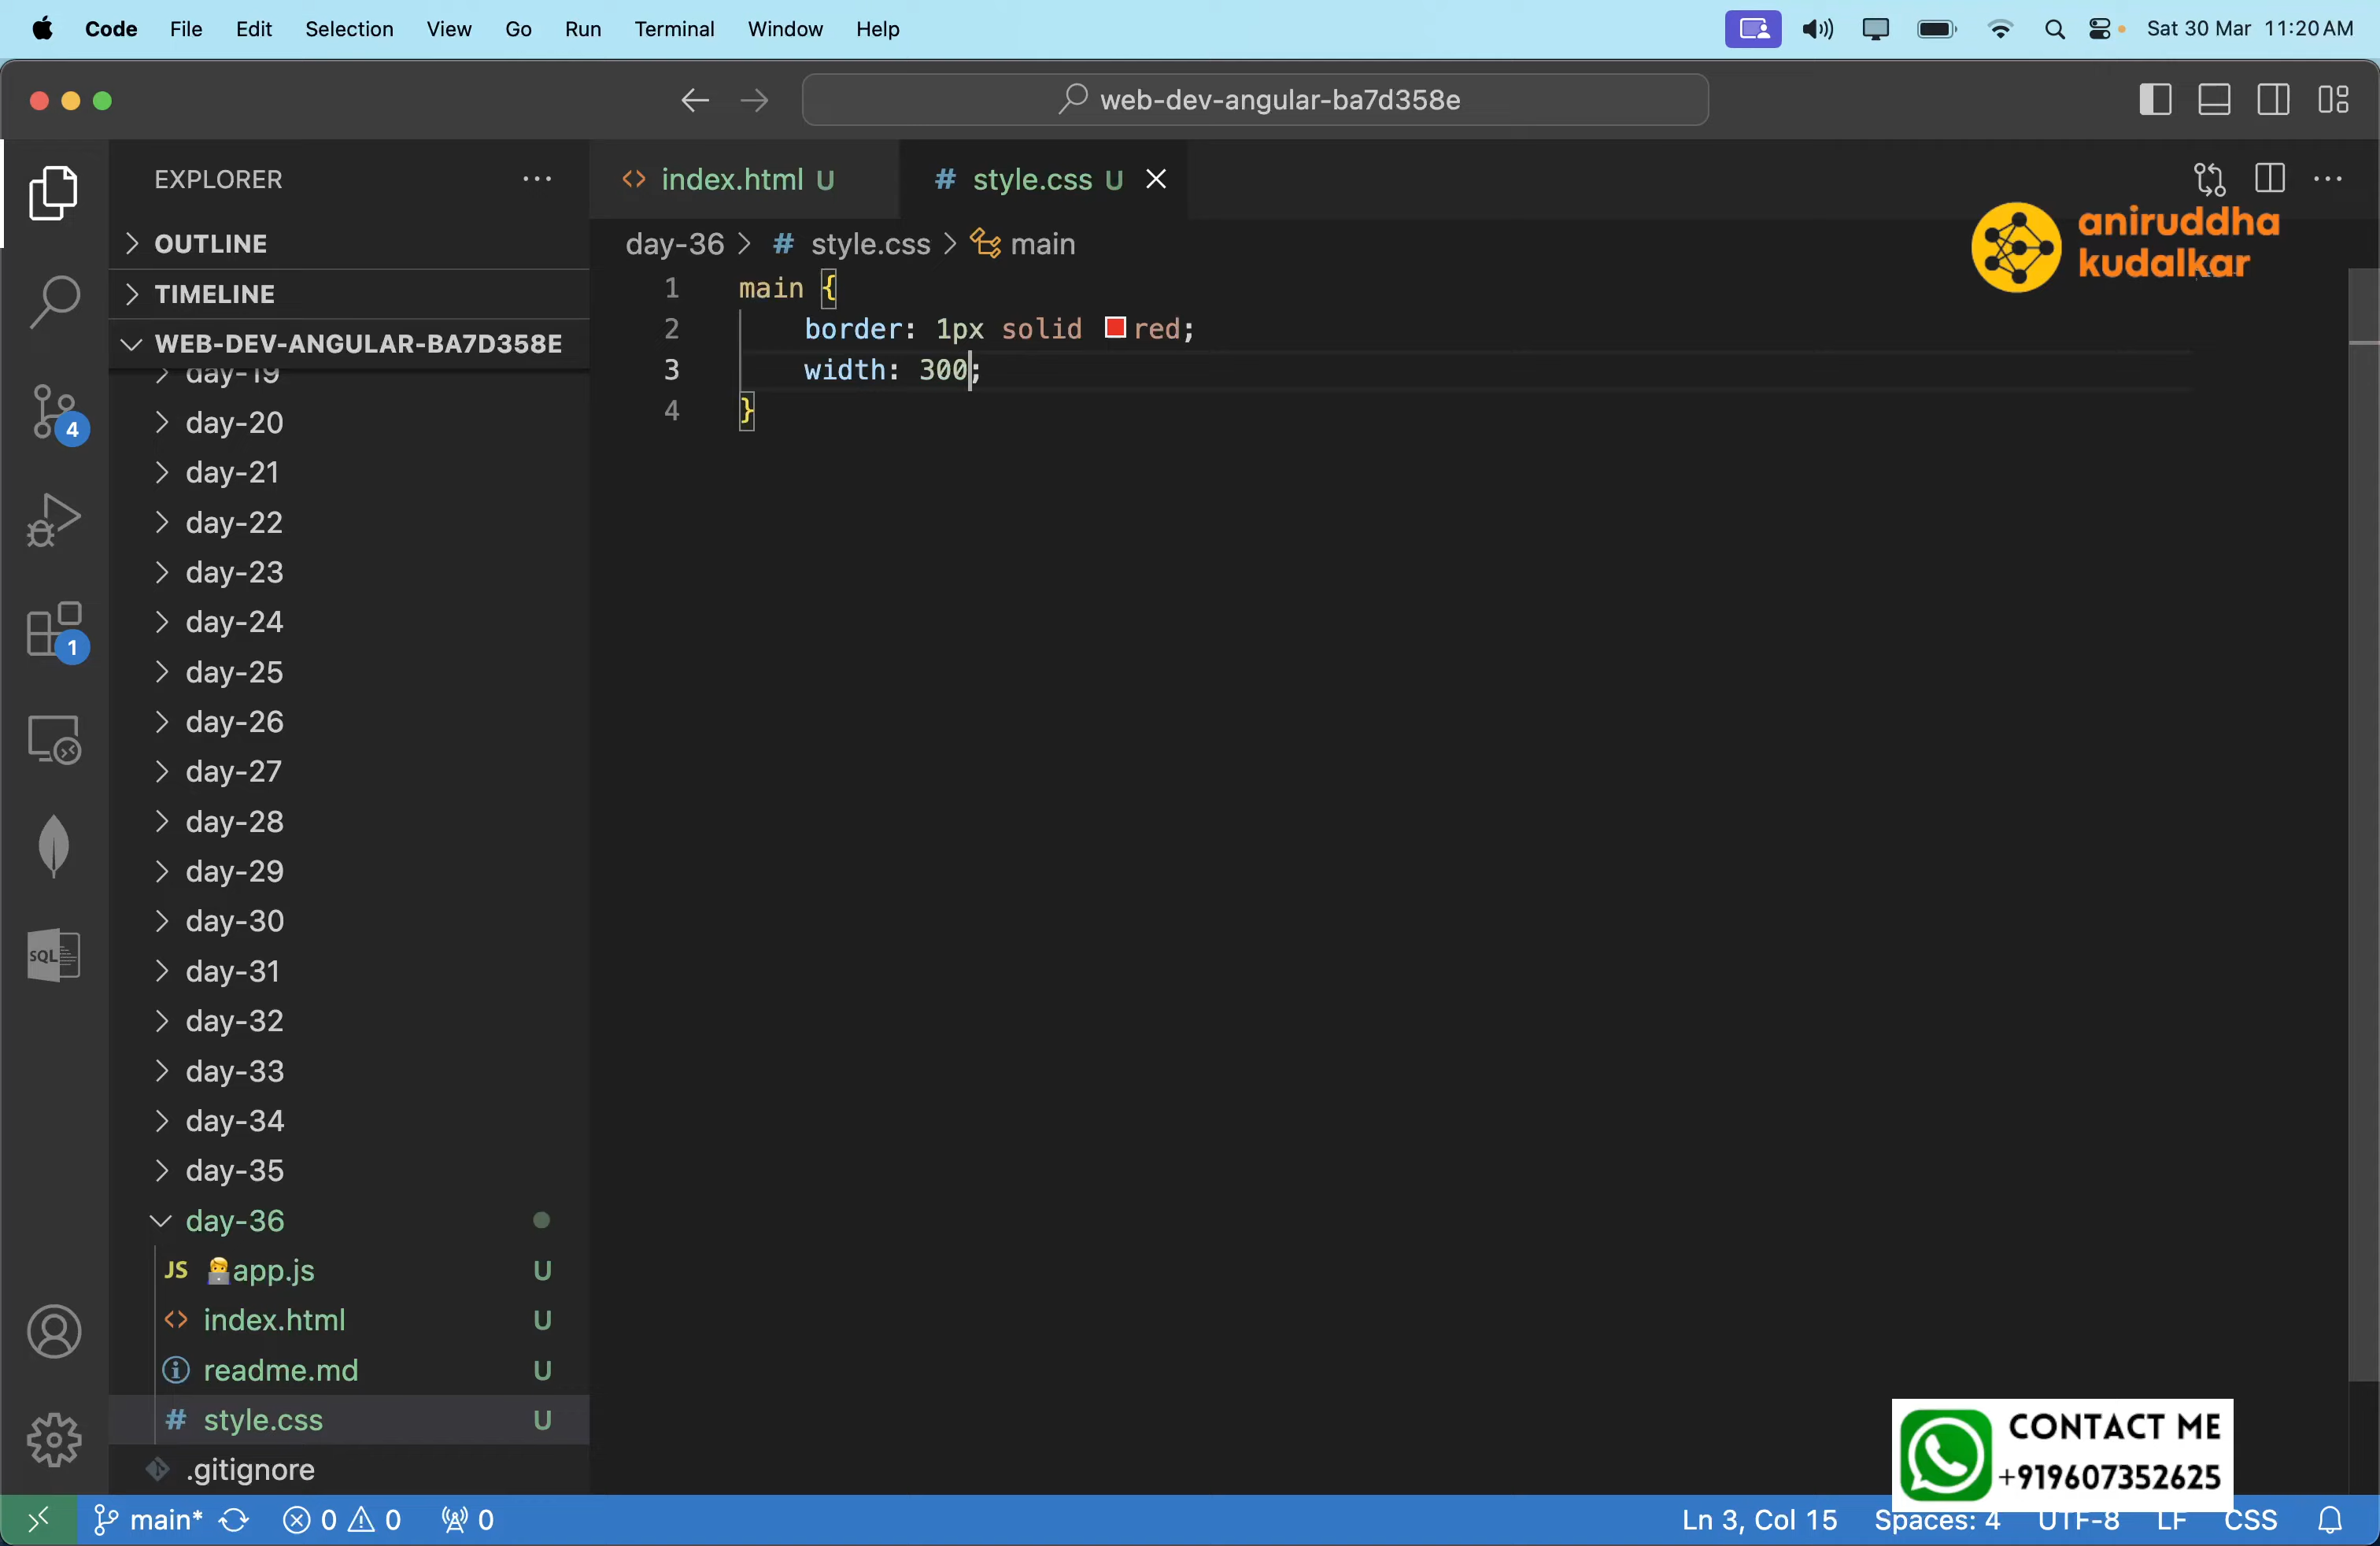 Code File Edit Selection View Go Run Terminal Window Help Sat 30 Mar 11:20 AM
web-dev-angular-ba7d358e
EXPLORER
index.html U
style.css U
OUTLINE
day-36 > # style.css > main
aniruddha
kudalkar
TIMELINE
WEB-DEV-ANGULAR-BA7D358E
1 main {
2 border: 1px solid red;
3 width: 300;
4 }
day-19
day-20
day-21
day-22
day-23
day-24
day-25
day-26
day-27
day-28
day-29
day-30
day-31
day-32
day-33
day-34
day-35
day-36
JS app.js U
index.html U
readme.md U
# style.css U
.gitignore
4
1
SQL
CONTACT ME
+919607352625
main* 0 0 0 Ln 3, Col 15 Spaces: 4 UTF-8 LF CSS